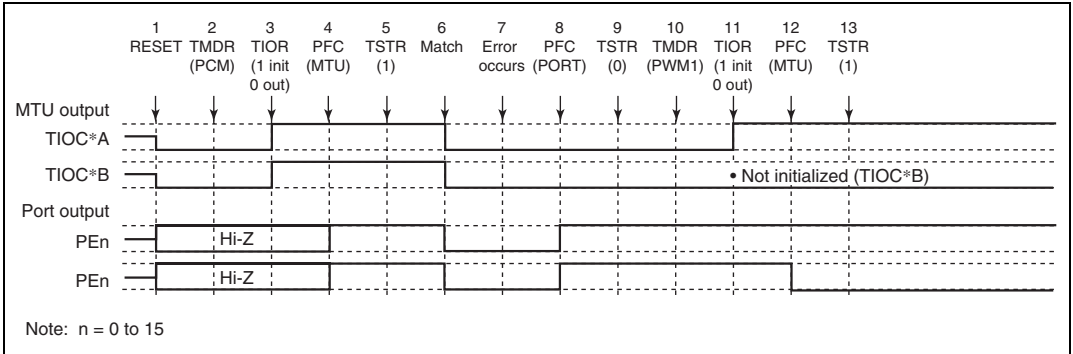 1 2 3 4 5 6 7 8 9 10 11 12 13
RESET TMDR TIOR PFC TSTR Match Error PFC TSTR TMDR TIOR PFC TSTR
(PCM) (1 init (MTU) (1) occurs (PORT) (0) (PWM1) (1 init (MTU) (1)
0 out) 0 out)
MTU output
TIOC*A
TIOC*B
• Not initialized (TIOC*B)
Port output
PEn Hi-Z
PEn Hi-Z
Note: n = 0 to 15